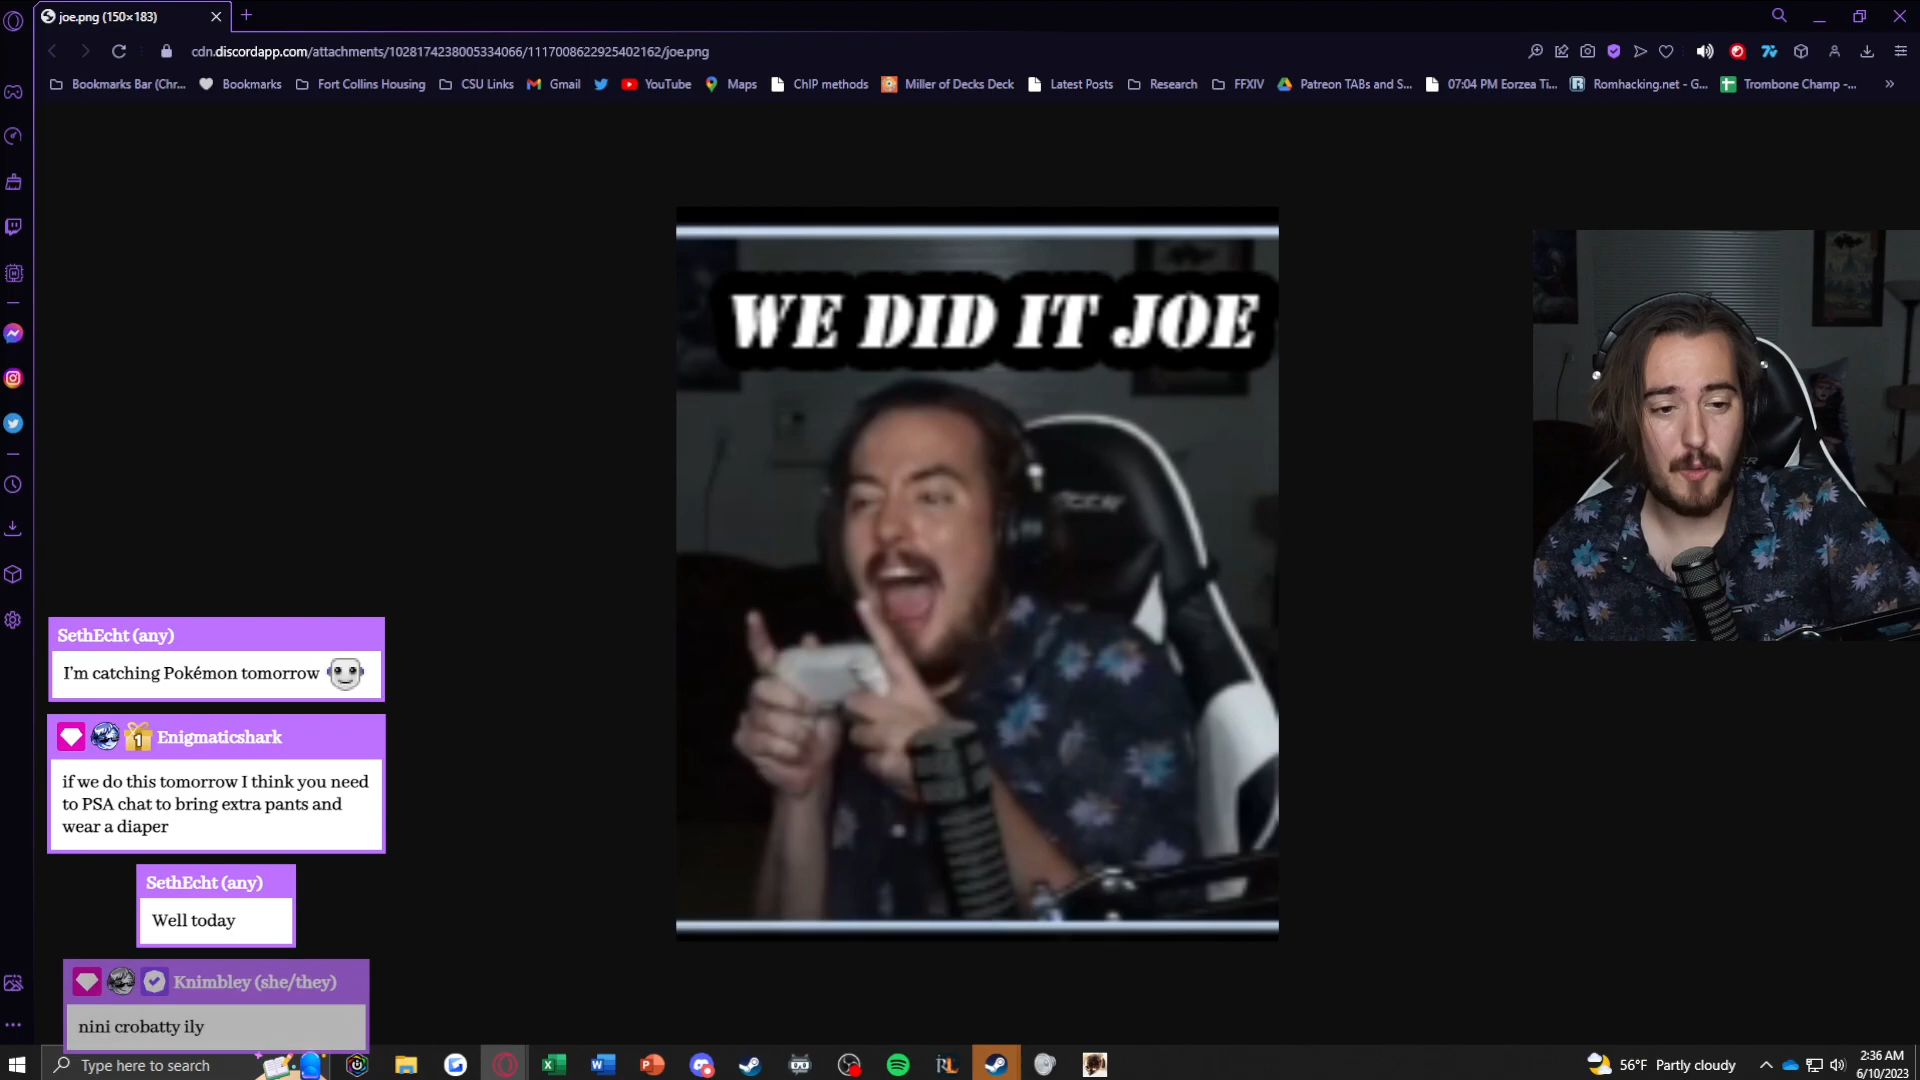 joe.png (150×183)
cdn.discordapp.com/attachments/1028174238005334066/1117008622925402162/joe.png
Bookmarks Bar (Chr... Bookmarks Fort Collins Housing CSU Links Gmail YouTube Maps ChIP methods Miller of Decks Deck Latest Posts Research FFXIV Patreon TABs and S... 07:04 PM Eorzea Ti... Romhacking.net - G... Trombone Champ -...
WE DID IT JOE
SethEcht (any)
I'm catching Pokémon tomorrow
1 Enigmaticshark
if we do this tomorrow I think you need
to PSA chat to bring extra pants and
wear a diaper
SethEcht (any)
Well today
Knimbley (she/they)
nini crobatty ily
Type here to search
56°F Partly cloudy
2:36 AM
6/10/2023